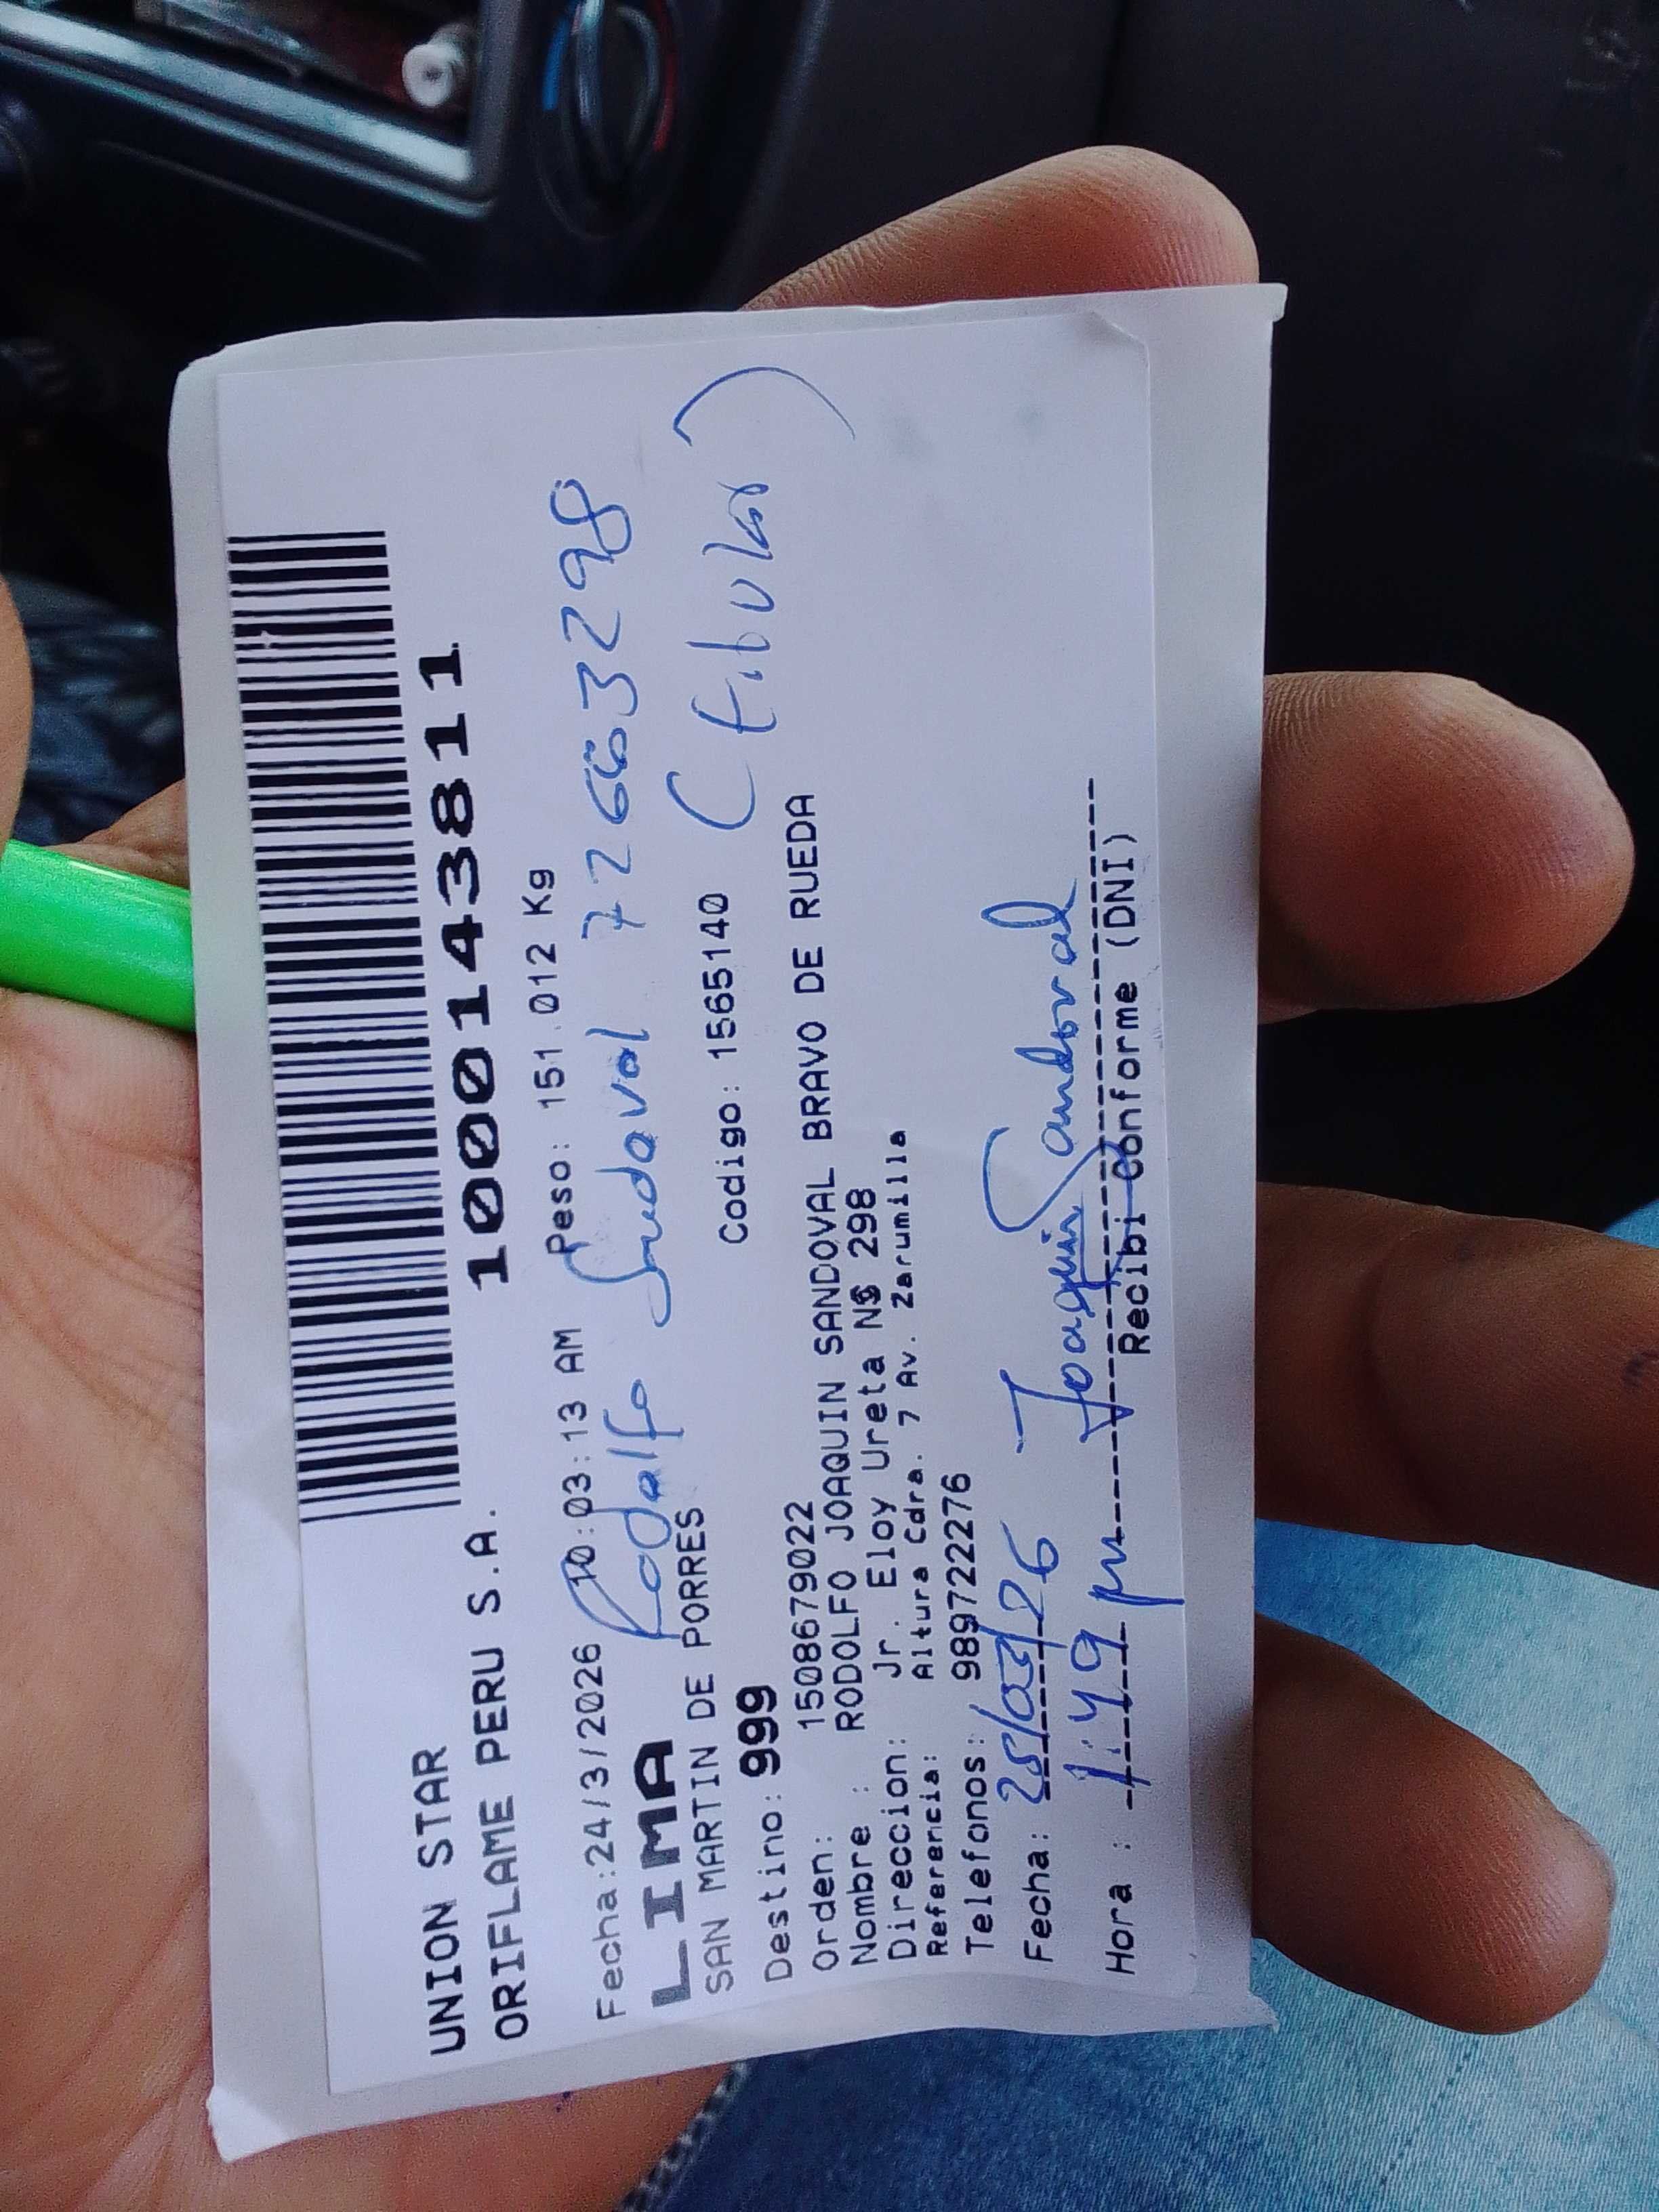 UNION STAR
ORIFLAME PERU S.A.
10001438111
Fecha:24/3/2026 10:03:13 AM Peso: 151.012 Kg
LIMA
Rodolfo Sandoval 72663298
SAN MARTIN DE PORRES
(titular)
Destino: 999 Codigo: 1565140
Orden: 1508679022
Nombre : RODOLFO JOAQUIN SANDOVAL BRAVO DE RUEDA
Direccion: Jr. Eloy Ureta N$ 298
Referencia: Altura Cdra. 7 Av. Zarumilla
Telefonos: 989722276
Fecha: 25/03/26
Joaquin Sandoval
Hora : 1:49 pm
Recibi Conforme (DNI)